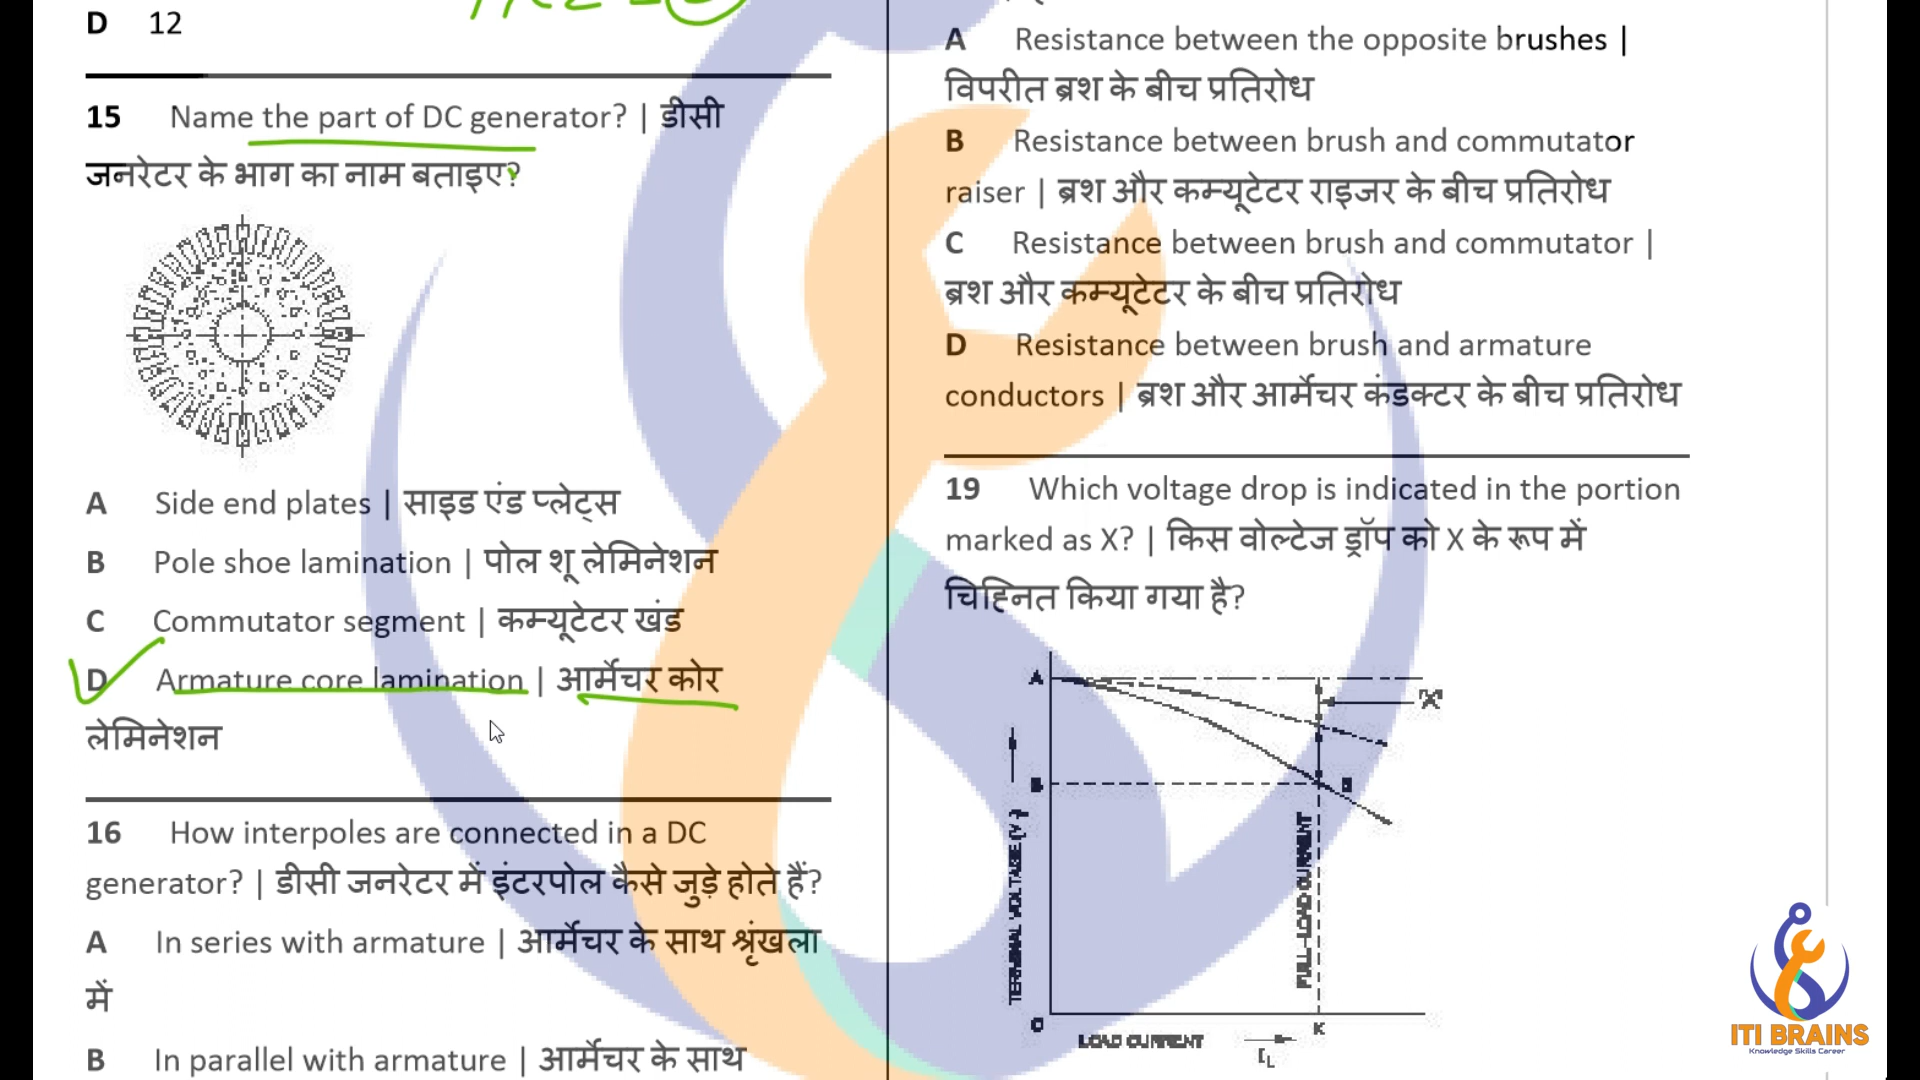 D 12
15 Name the part of DC generator? | डीसी
जनरेटर के भाग का नाम बताइए?
A Side end plates | साइड एंड प्लेट्स
B Pole shoe lamination | पोल शू लेमिनेशन
C Commutator segment | कम्यूटेटर खंड
D Armature core lamination | आर्मेचर कोर
लेमिनेशन
16 How interpoles are connected in a DC
generator? | डीसी जनरेटर में इंटरपोल कैसे जुड़े होते हैं?
A In series with armature | आर्मेचर के साथ श्रृंखला
में
B In parallel with armature | आर्मेचर के साथ
A Resistance between the opposite brushes |
विपरीत ब्रश के बीच प्रतिरोध
B Resistance between brush and commutator
raiser | ब्रश और कम्यूटेटर राइजर के बीच प्रतिरोध
C Resistance between brush and commutator |
ब्रश और कम्यूटेटर के बीच प्रतिरोध
D Resistance between brush and armature
conductors | ब्रश और आर्मेचर कंडक्टर के बीच प्रतिरोध
19 Which voltage drop is indicated in the portion
marked as X? | किस वोल्टेज ड्रॉप को X के रूप में
चिह्नित किया गया है?
A
"X"
B
TERMINAL VOLTAGE (V)
FULL-LOAD CURRENT
O
K
LOAD CURRENT
IL
ITI BRAINS
Knowledge Skills Career